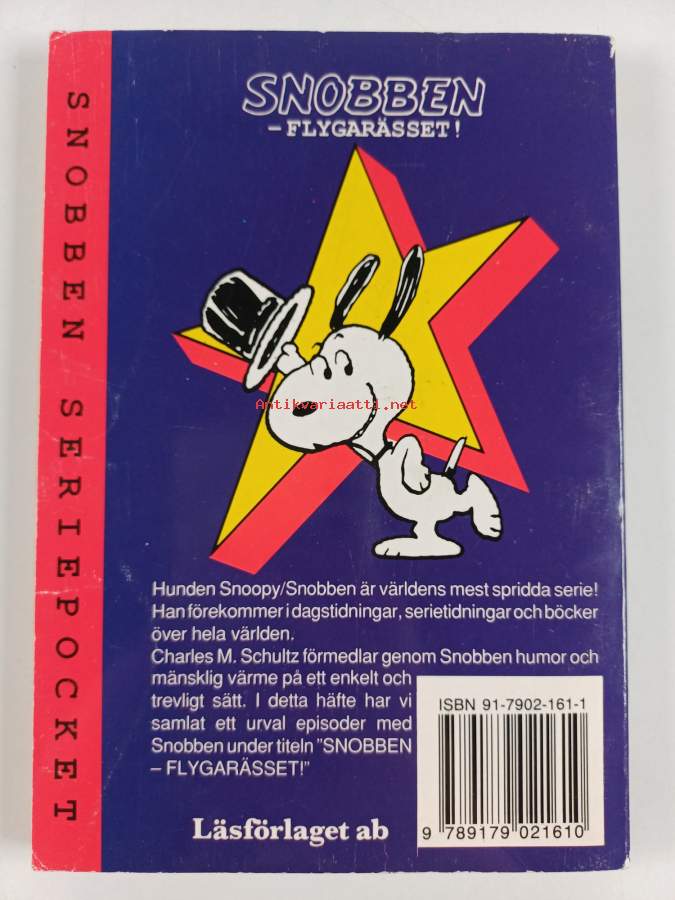 SNOBBEN SERIEPOCKET
SNOBBEN
– FLYGARÄSSET!
Antikvariaatti.net
Hunden Snoopy/Snobben är världens mest spridda serie!
Han förekommer i dagstidningar, serietidningar och böcker
över hela världen.
Charles M. Schultz förmedlar genom Snobben humor och
mänsklig värme på ett enkelt och
trevligt sätt. I detta häfte har vi
samlat ett urval episoder med
Snobben under titeln "SNOBBEN
– FLYGARÄSSET!"
ISBN 91-7902-161-1
9 789179 021610
Läsförlaget ab